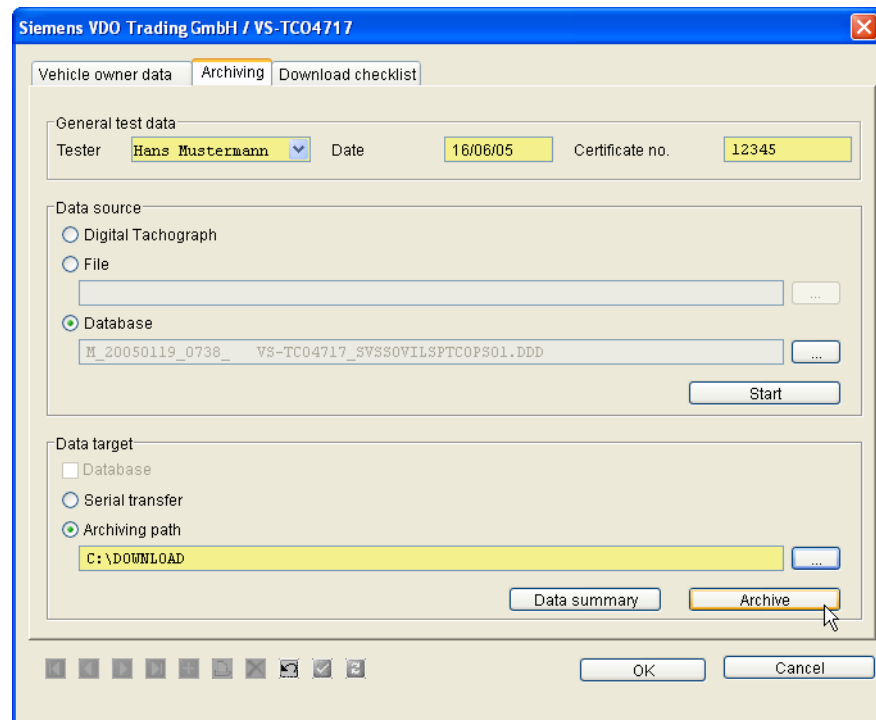 Siemens VDO Trading GmbH / VS-TCO4717
Vehicle owner data Archiving Download checklist
General test data
Tester Hans Mustermann Date 16/06/05 Certificate no. 12345
Data source
Digital Tachograph
File
...
Database
M_20050119_0738_ VS-TCO4717_SVSSOVILSPTCOPS01.DDD
...
Start
Data target
Database
Serial transfer
Archiving path
C:\DOWNLOAD
...
Data summary Archive
OK Cancel